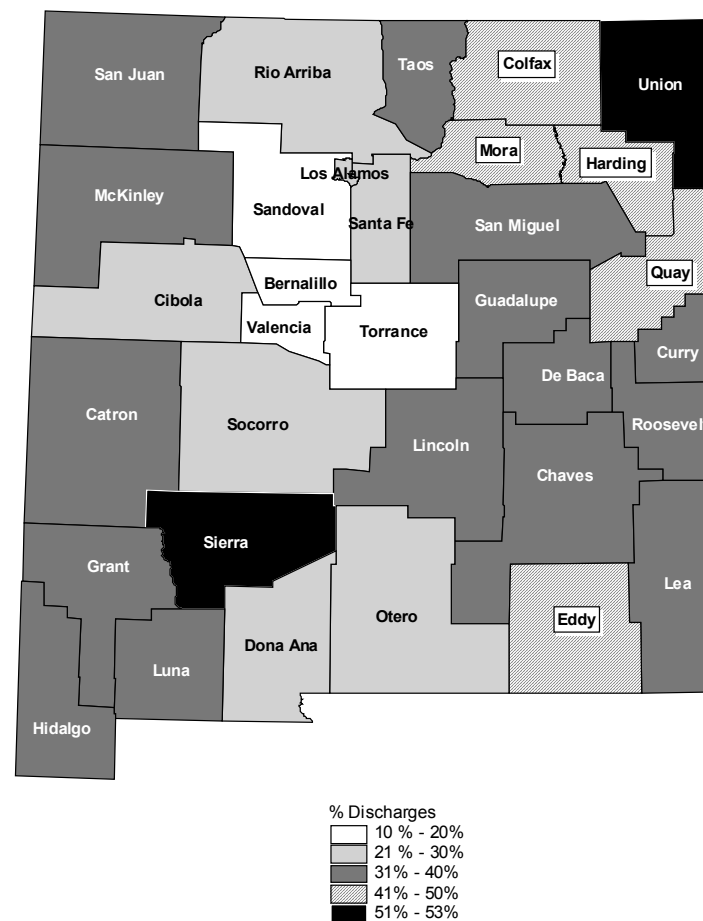 San Juan
Rio Arriba
Taos
Colfax
Union
Mora
Harding
Los Alamos
McKinley
Sandoval
Santa Fe
San Miguel
Quay
Cibola
Bernalillo
Guadalupe
Valencia
Torrance
Curry
De Baca
Catron
Socorro
Lincoln
Roosevel
Chaves
Sierra
Grant
Lea
Otero
Eddy
Dona Ana
Luna
Hidalgo
% Discharges
10 % - 20%
21 % - 30%
31% - 40%
41% - 50%
51% - 53%